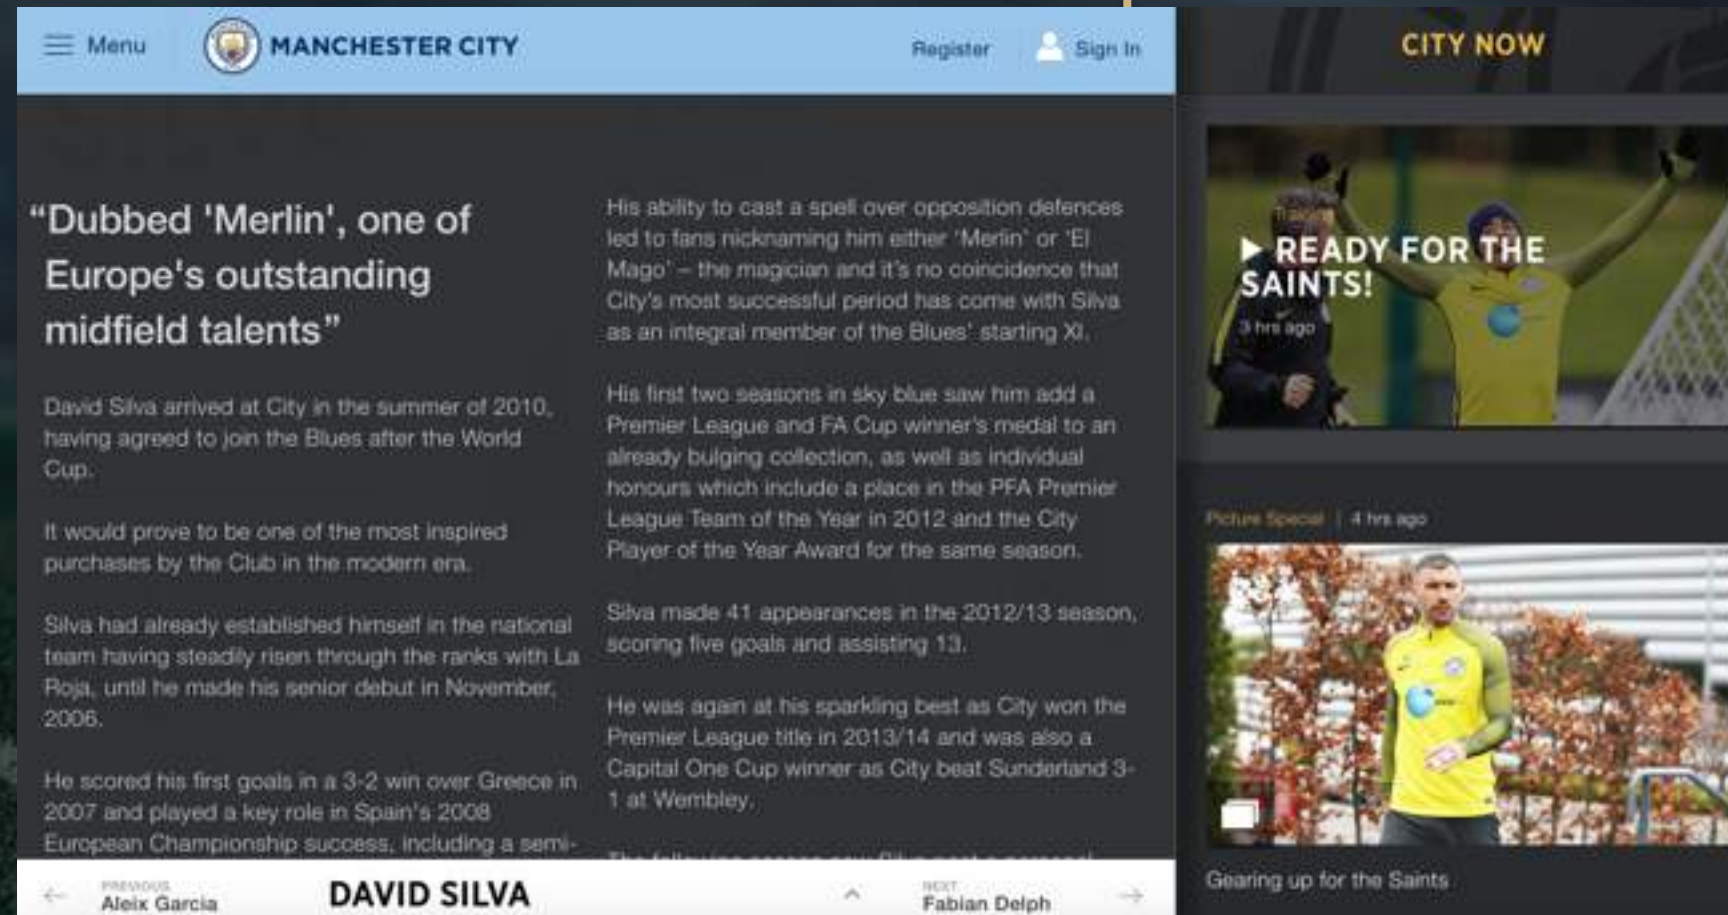 Menu
MANCHESTER CITY
Register
Sign In
"Dubbed 'Merlin', one of
Europe's outstanding
midfield talents"
David Silva arrived at City in the summer of 2010,
having agreed to join the Blues after the World
Cup.
It would prove to be one of the most inspired
purchases by the Club in the modern era.
Silva had already established himself in the national
team having steadily risen through the ranks with La
Roja, until he made his senior debut in November,
2006.
He scored his first goals in a 3-2 win over Greece in
2007 and played a key role in Spain's 2008
European Championship success, including a semi-
His ability to cast a spell over opposition defences
led to fans nicknaming him either 'Merlin' or 'El
Mago' – the magician and it's no coincidence that
City's most successful period has come with Silva
as an integral member of the Blues' starting XI.
His first two seasons in sky blue saw him add a
Premier League and FA Cup winner's medal to an
already bulging collection, as well as individual
honours which include a place in the PFA Premier
League Team of the Year in 2012 and the City
Player of the Year Award for the same season.
Silva made 41 appearances in the 2012/13 season,
scoring five goals and assisting 13.
He was again at his sparkling best as City won the
Premier League title in 2013/14 and was also a
Capital One Cup winner as City beat Sunderland 3-
1 at Wembley.
PREVIOUS
Aleix Garcia
DAVID SILVA
NEXT
Fabian Delph
CITY NOW
Training
READY FOR THE
SAINTS!
3 hrs ago
Picture Special | 4 hrs ago
Gearing up for the Saints